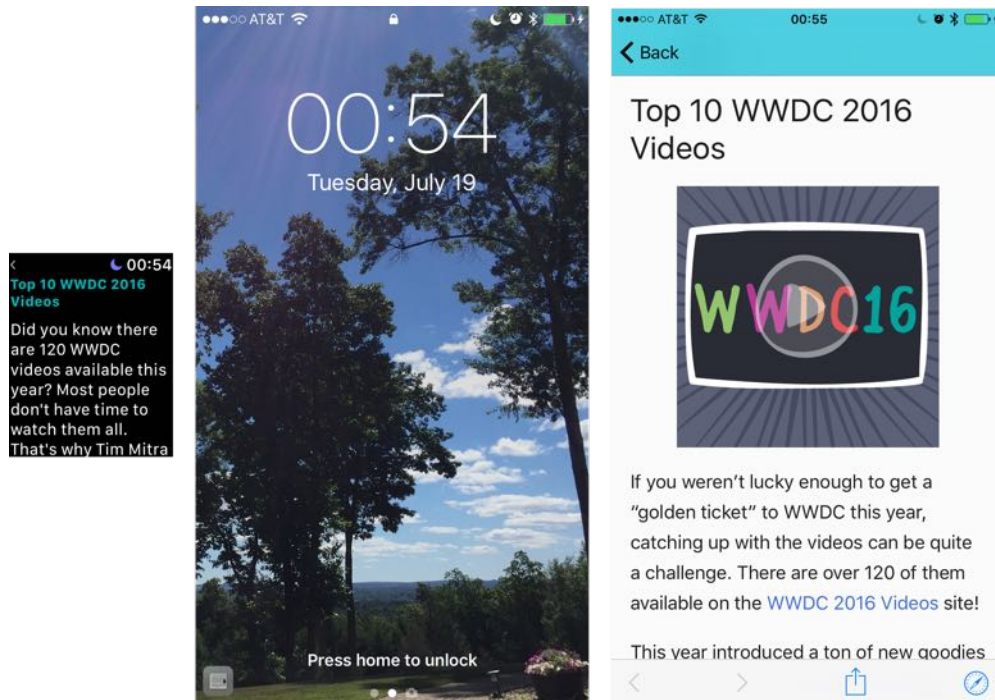 00:54
Top 10 WWDC 2016
Videos
Did you know there
are 120 WWDC
videos available this
year? Most people
don't have time to
watch them all.
That's why Tim Mitra
AT&T
00:54
Tuesday, July 19
Press home to unlock
AT&T 00:55
Back
Top 10 WWDC 2016
Videos
WWDC16
If you weren’t lucky enough to get a
“golden ticket” to WWDC this year,
catching up with the videos can be quite
a challenge. There are over 120 of them
available on the WWDC 2016 Videos site!
This year introduced a ton of new goodies